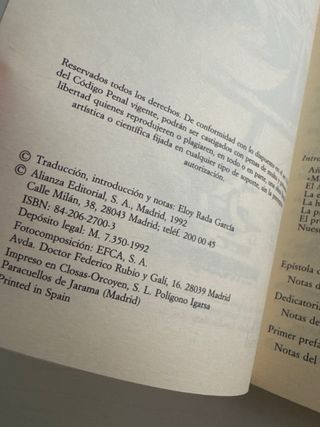 Reservados todos los derechos. De conformidad con lo dispuesto en el
del Código Penal vigente, podrán ser castigados con penas de multa y
libertad quienes reprodujeren o plagiaren, en todo o en parte, una
artística o científica fijada en cualquier tipo de soporte, sin la
autorización.
© Traducción, introducción y notas: Eloy Rada García
© Alianza Editorial, S. A., Madrid, 1992
Calle Milán, 38, 28043 Madrid; teléf. 200 00 45
ISBN: 84-206-2700-3
Depósito legal: M. 7.350-1992
Fotocomposición: EFCA, S. A.
Avda. Doctor Federico Rubio y Galí, 16. 28039 Madrid
Impreso en Closas-Orcoyen, S. L. Polígono Igarsa
Paracuellos de Jarama (Madrid)
Printed in Spain
Epístola
Notas
Dedicatori
Notas de
Primer prefa
Notas del